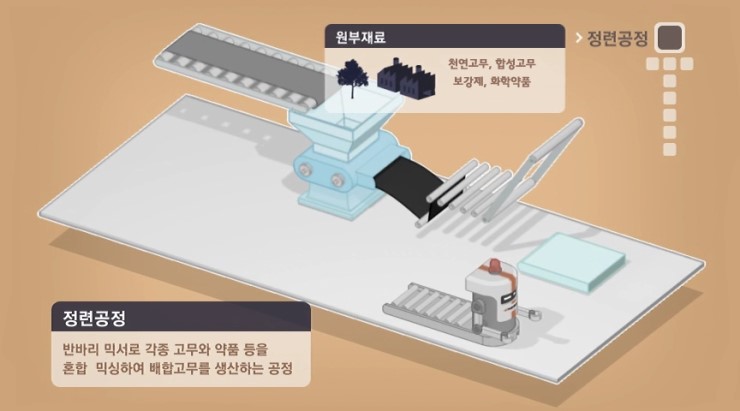 원부재료
천연고무, 합성고무
보강제, 화학약품
정련공정
정련공정
반바리 믹서로 각종 고무와 약품 등을
혼합 믹싱하여 배합고무를 생산하는 공정